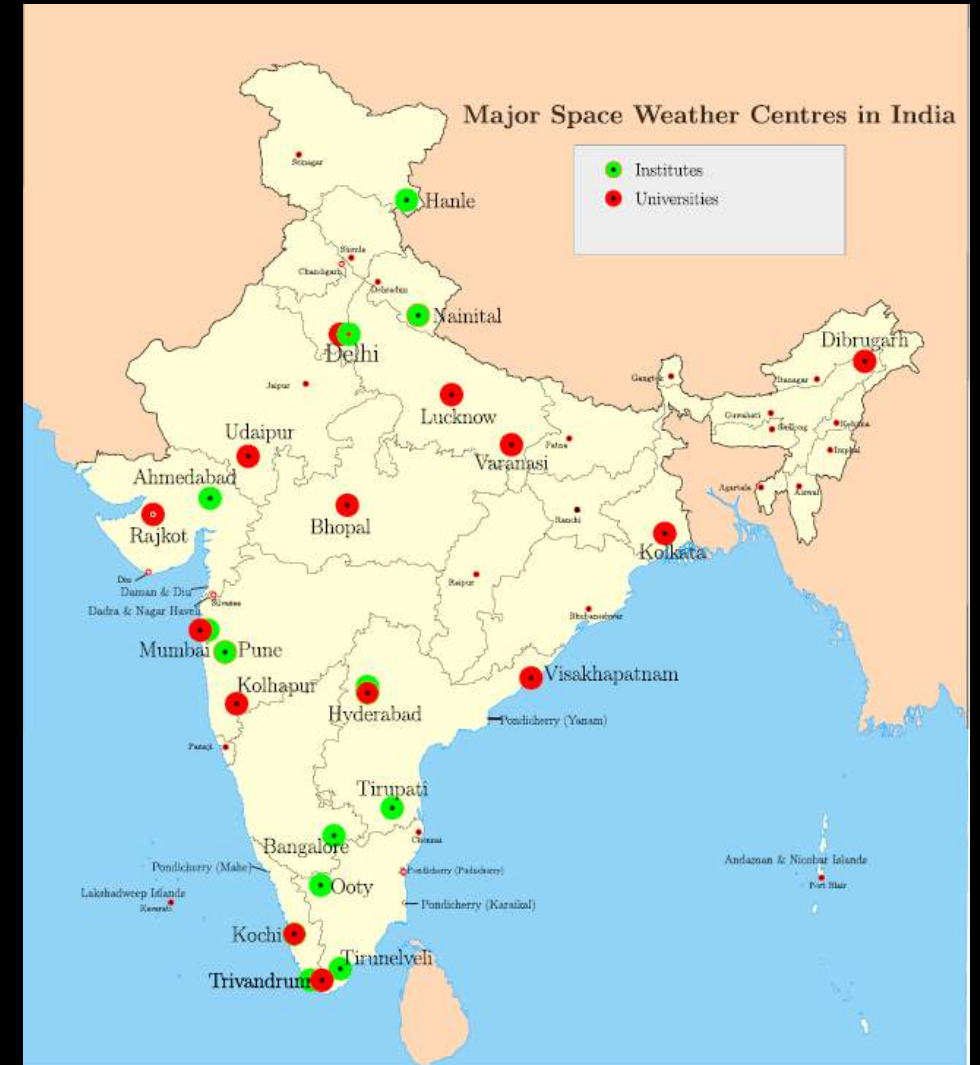 Major Space Weather Centres in India
Institutes
Universities
Srinagar
Hanle
Shimla
Chandigarh
Dehradun
Nainital
Delhi
Dibrugarh
Jaipur
Gangtok
Itanagar
Lucknow
Guwahati
Kohima
Shillong
Udaipur
Patna
Varanasi
Imphal
Ahmedabad
Agartala
Aizwal
Rajkot
Bhopal
Ranchi
Kolkata
Diu
Daman & Diu
Raipur
Dadra & Nagar Haveli
Silvassa
Bhubaneshwar
Mumbai
Pune
Visakhapatnam
Kolhapur
Hyderabad
Pondicherry (Yanam)
Panaji
Tirupati
Chennai
Bangalore
Pondicherry (Mahe)
Pondicherry (Puducherry)
Andaman & Nicobar Islands
Port Blair
Ooty
Lakshadweep Islands
Kavarati
Pondicherry (Karaikal)
Kochi
Tirunelveli
Trivandrum